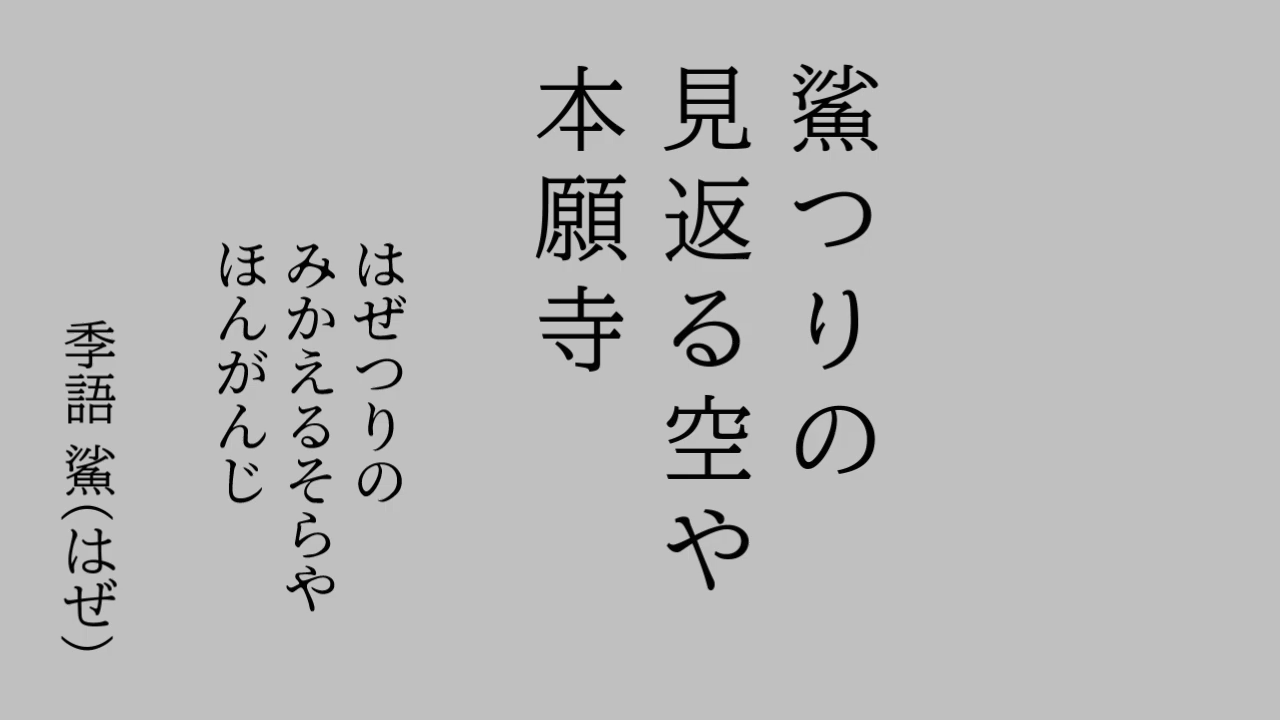 鯊つりの
見返る空や
本願寺
はぜつりの
みかえるそらや
ほんがんじ
季語 鯊(はぜ)